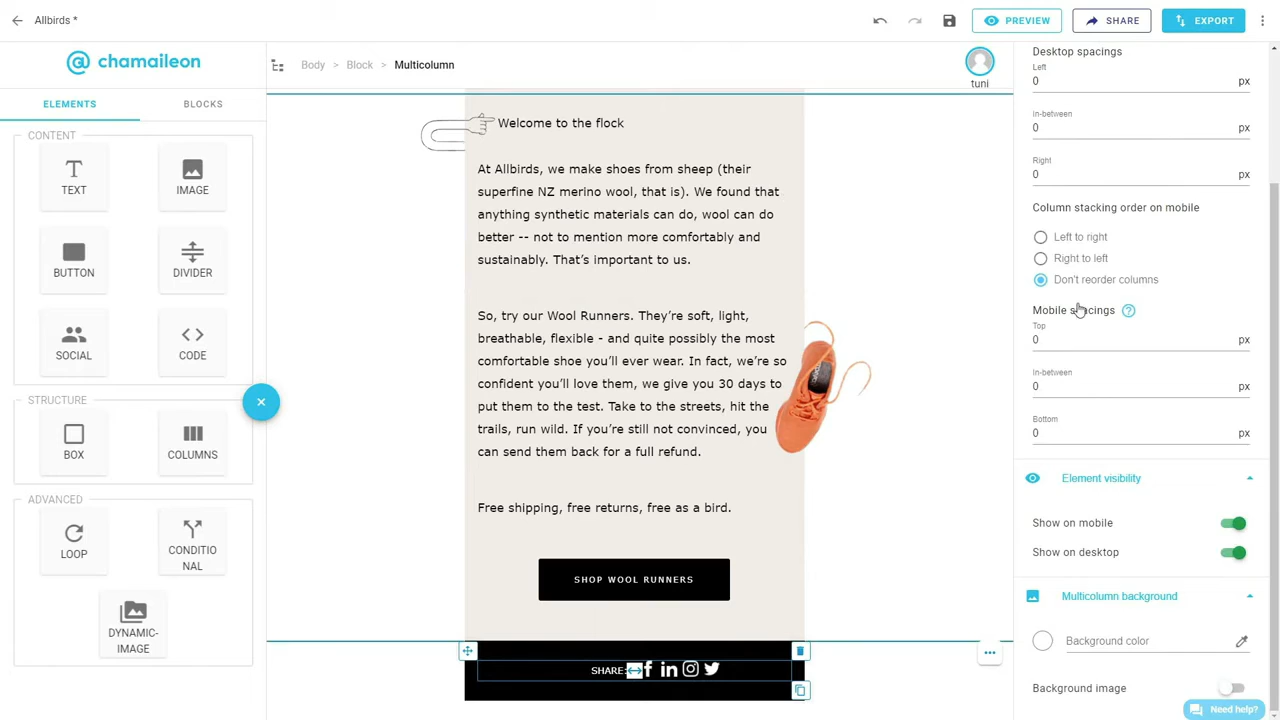 Allbirds *
PREVIEW
SHARE
EXPORT
chamaileon
ELEMENTS
BLOCKS
CONTENT
TEXT
IMAGE
BUTTON
DIVIDER
SOCIAL
CODE
STRUCTURE
BOX
COLUMNS
ADVANCED
LOOP
CONDITIO
NAL
DYNAMIC-
IMAGE
Body > Block > Multicolumn
tuni
Welcome to the flock
At Allbirds, we make shoes from sheep (their
superfine NZ merino wool, that is). We found that
anything synthetic materials can do, wool can do
better -- not to mention more comfortably and
sustainably. That's important to us.
So, try our Wool Runners. They're soft, light,
breathable, flexible - and quite possibly the most
comfortable shoe you'll ever wear. In fact, we're so
confident you'll love them, we give you 30 days to
put them to the test. Take to the streets, hit the
trails, run wild. If you're still not convinced, you
can send them back for a full refund.
Free shipping, free returns, free as a bird.
SHOP WOOL RUNNERS
SHARE:
Desktop spacings
Left
0 px
In-between
0 px
Right
0 px
Column stacking order on mobile
Left to right
Right to left
Don't reorder columns
Mobile spacings
Top
0 px
In-between
0 px
Bottom
0 px
Element visibility
Show on mobile
Show on desktop
Multicolumn background
Background color
Background image
Need help?